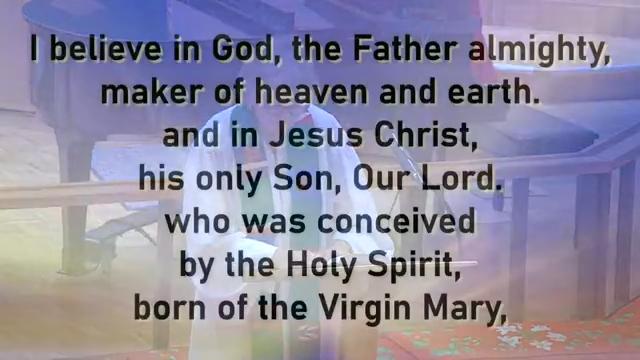 I believe in God, the Father almighty,
maker of heaven and earth.
and in Jesus Christ,
his only Son, Our Lord.
who was conceived
by the Holy Spirit,
born of the Virgin Mary,